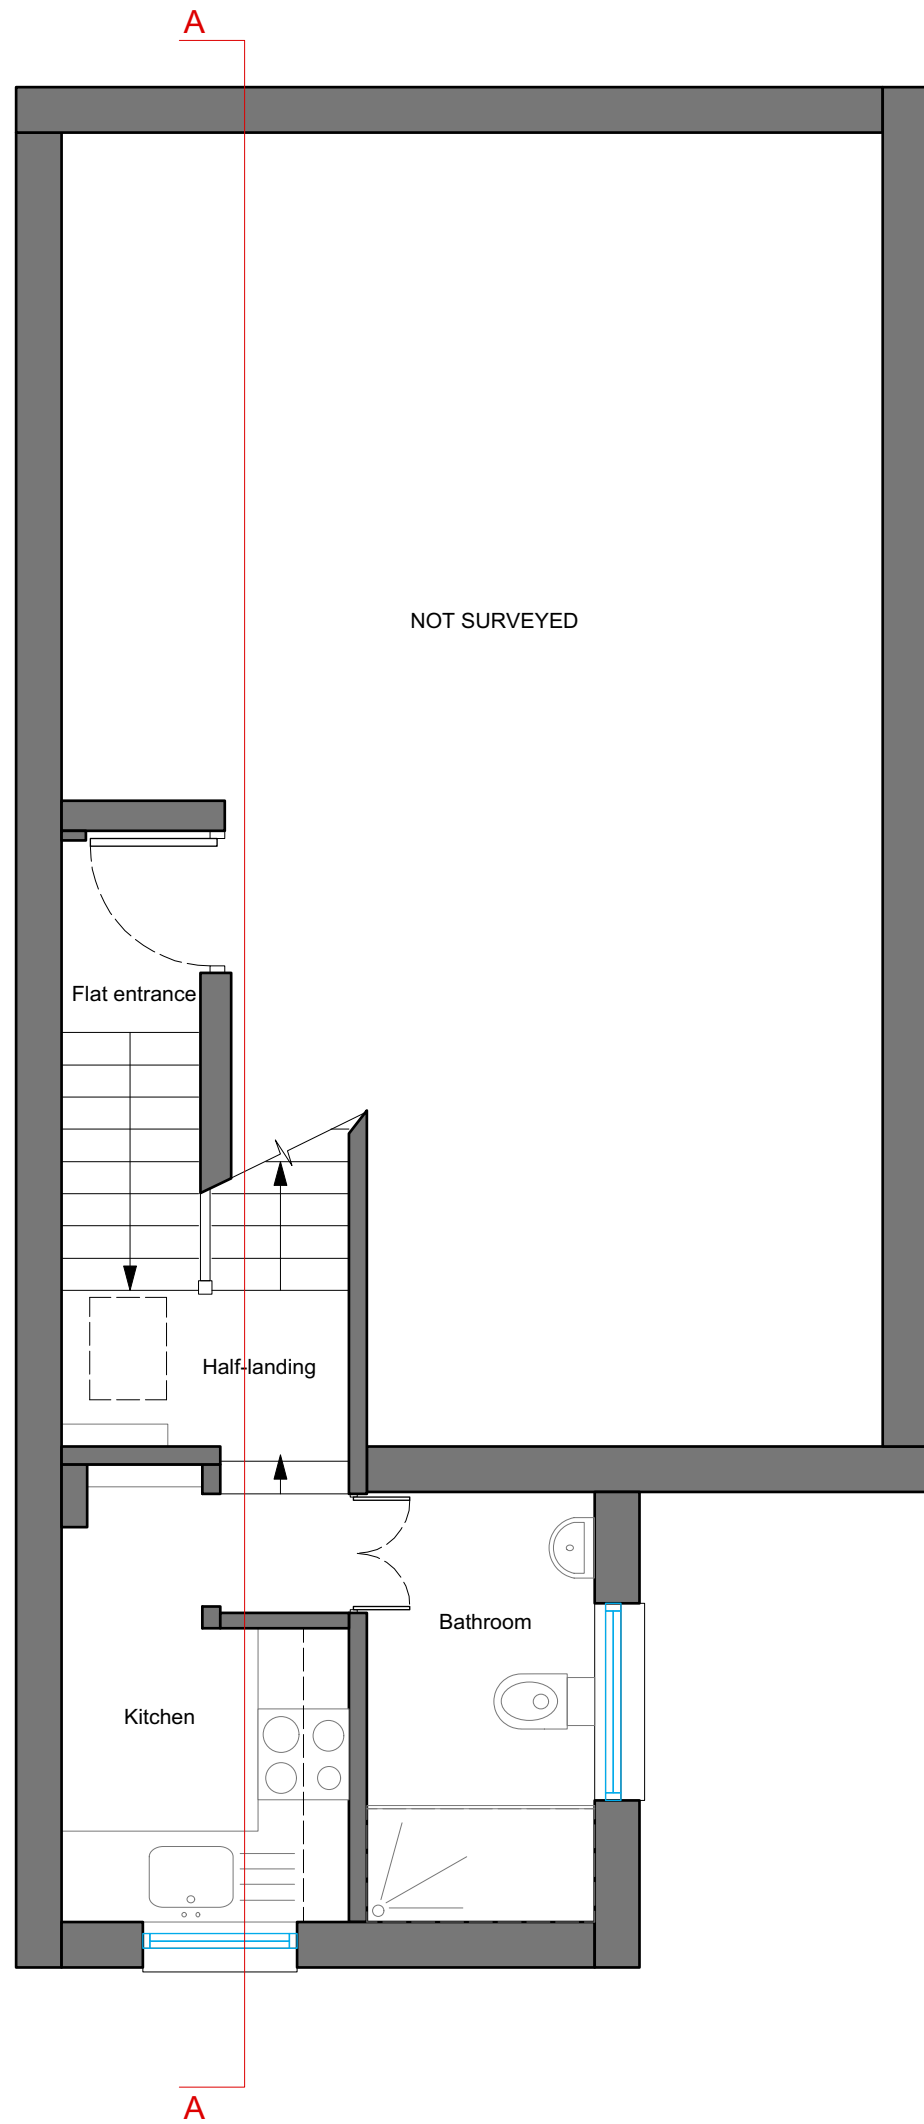 A
NOT SURVEYED
Flat entrance
Half-landing
Bathroom
Kitchen
A